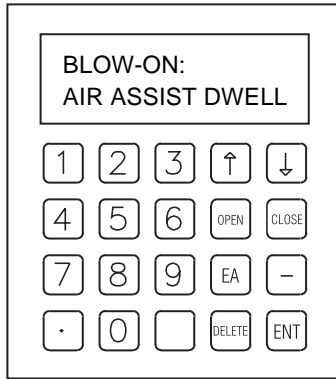 BLOW-ON:
AIR ASSIST DWELL
1 2 3 ↑ ↓
4 5 6 OPEN CLOSE
7 8 9 EA −
· 0 DELETE ENT